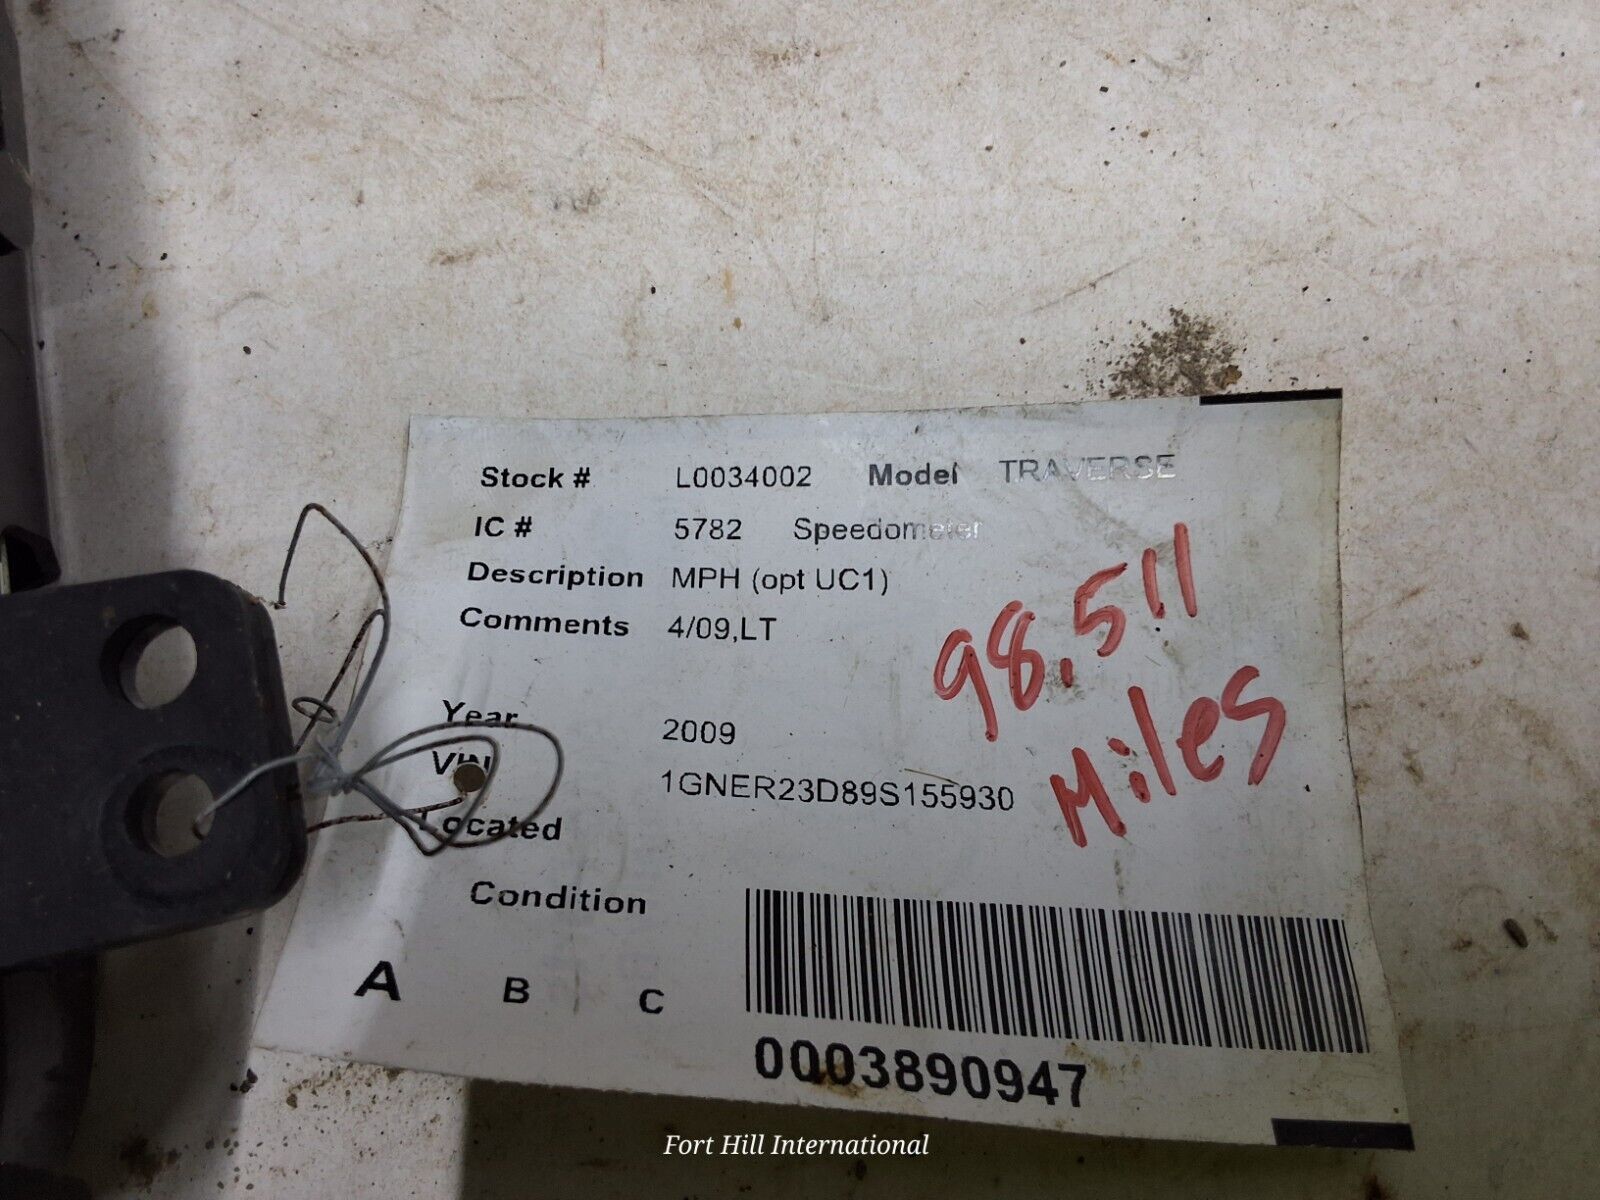 Stock # L0034002 Model TRAVERSE
IC # 5782 Speedometer
Description MPH (opt UC1)
Comments 4/09,LT
98.511
Miles
Year 2009
VIN 1GNER23D89S155930
Located
Condition
A B C
0003890947
Fort Hill International